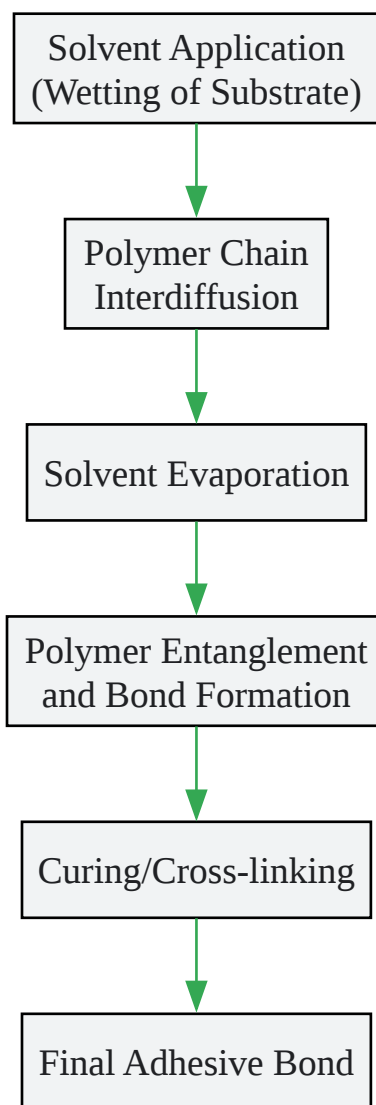 Solvent Application
(Wetting of Substrate)
Polymer Chain
Interdiffusion
Solvent Evaporation
Polymer Entanglement
and Bond Formation
Curing/Cross-linking
Final Adhesive Bond